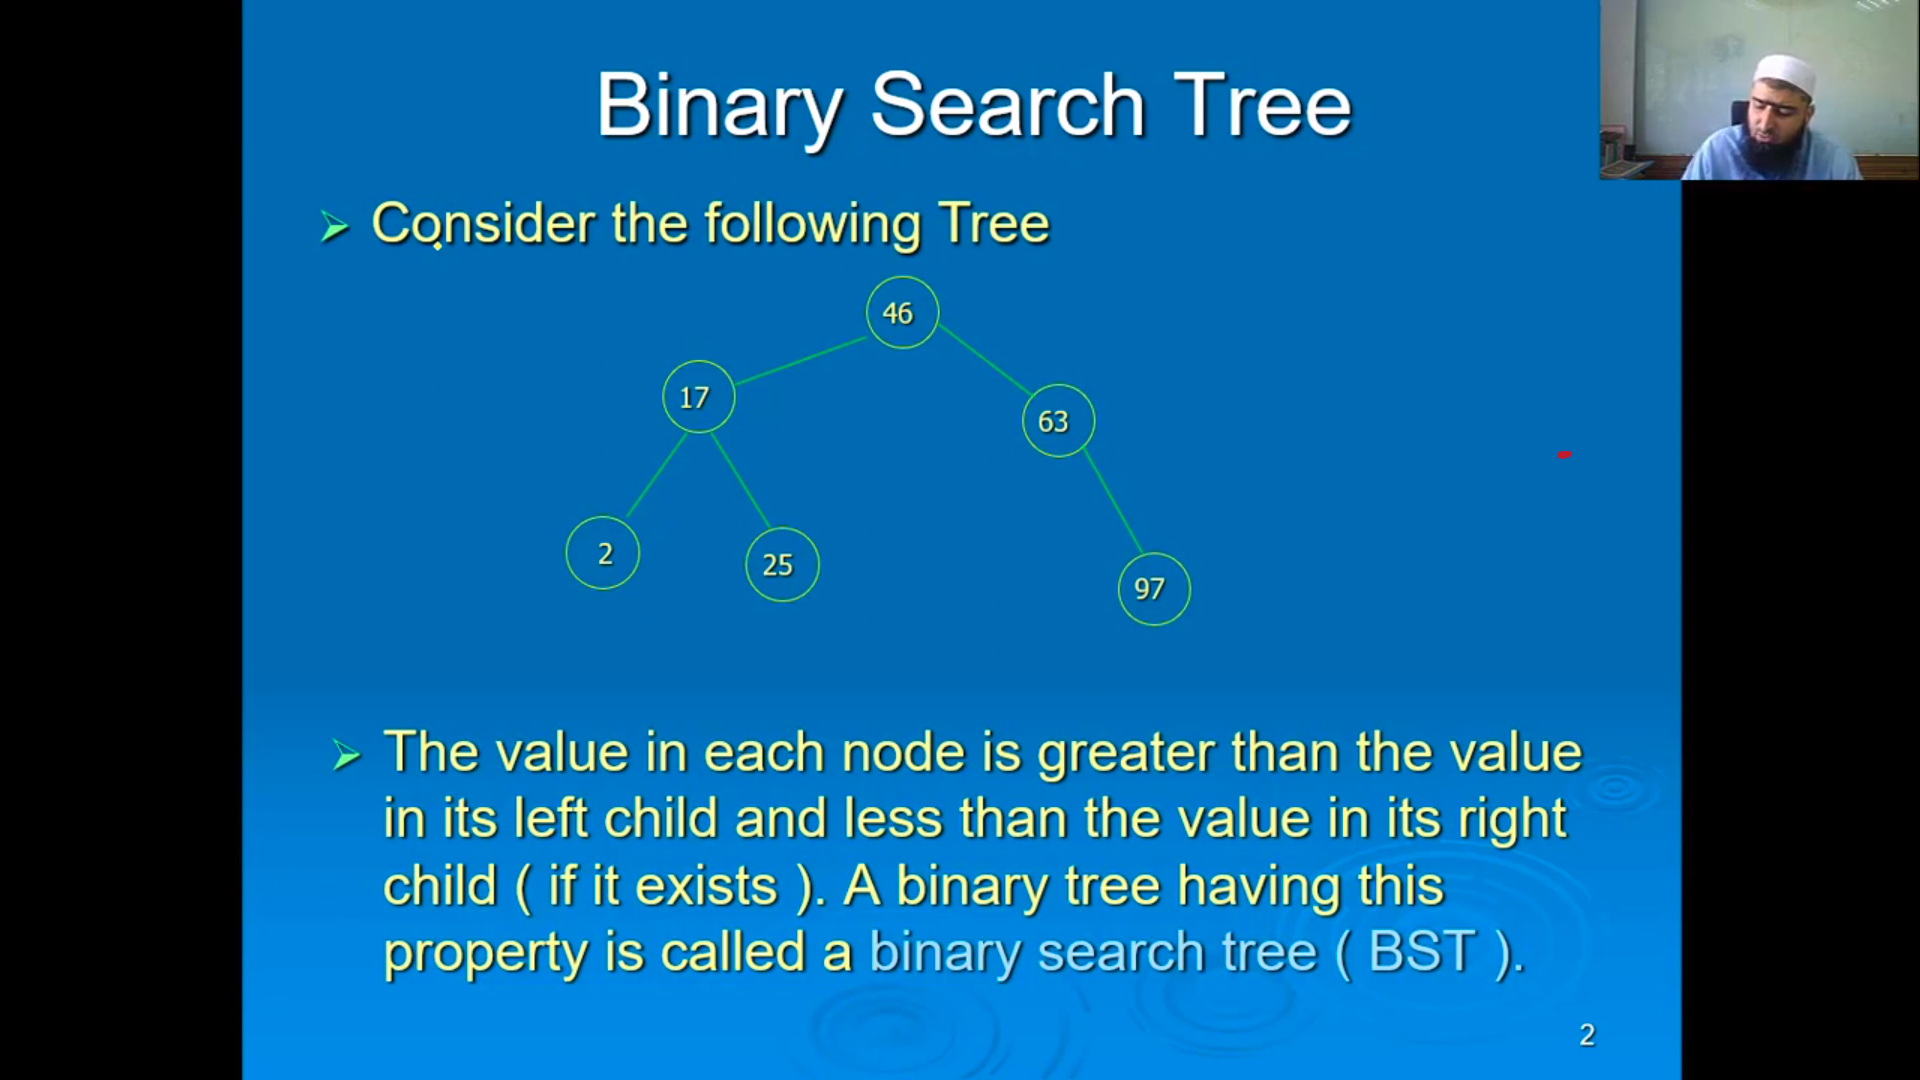 Binary Search Tree
Consider the following Tree
46
17
63
2
25
97
The value in each node is greater than the value
in its left child and less than the value in its right
child ( if it exists ). A binary tree having this
property is called a binary search tree ( BST ).
2